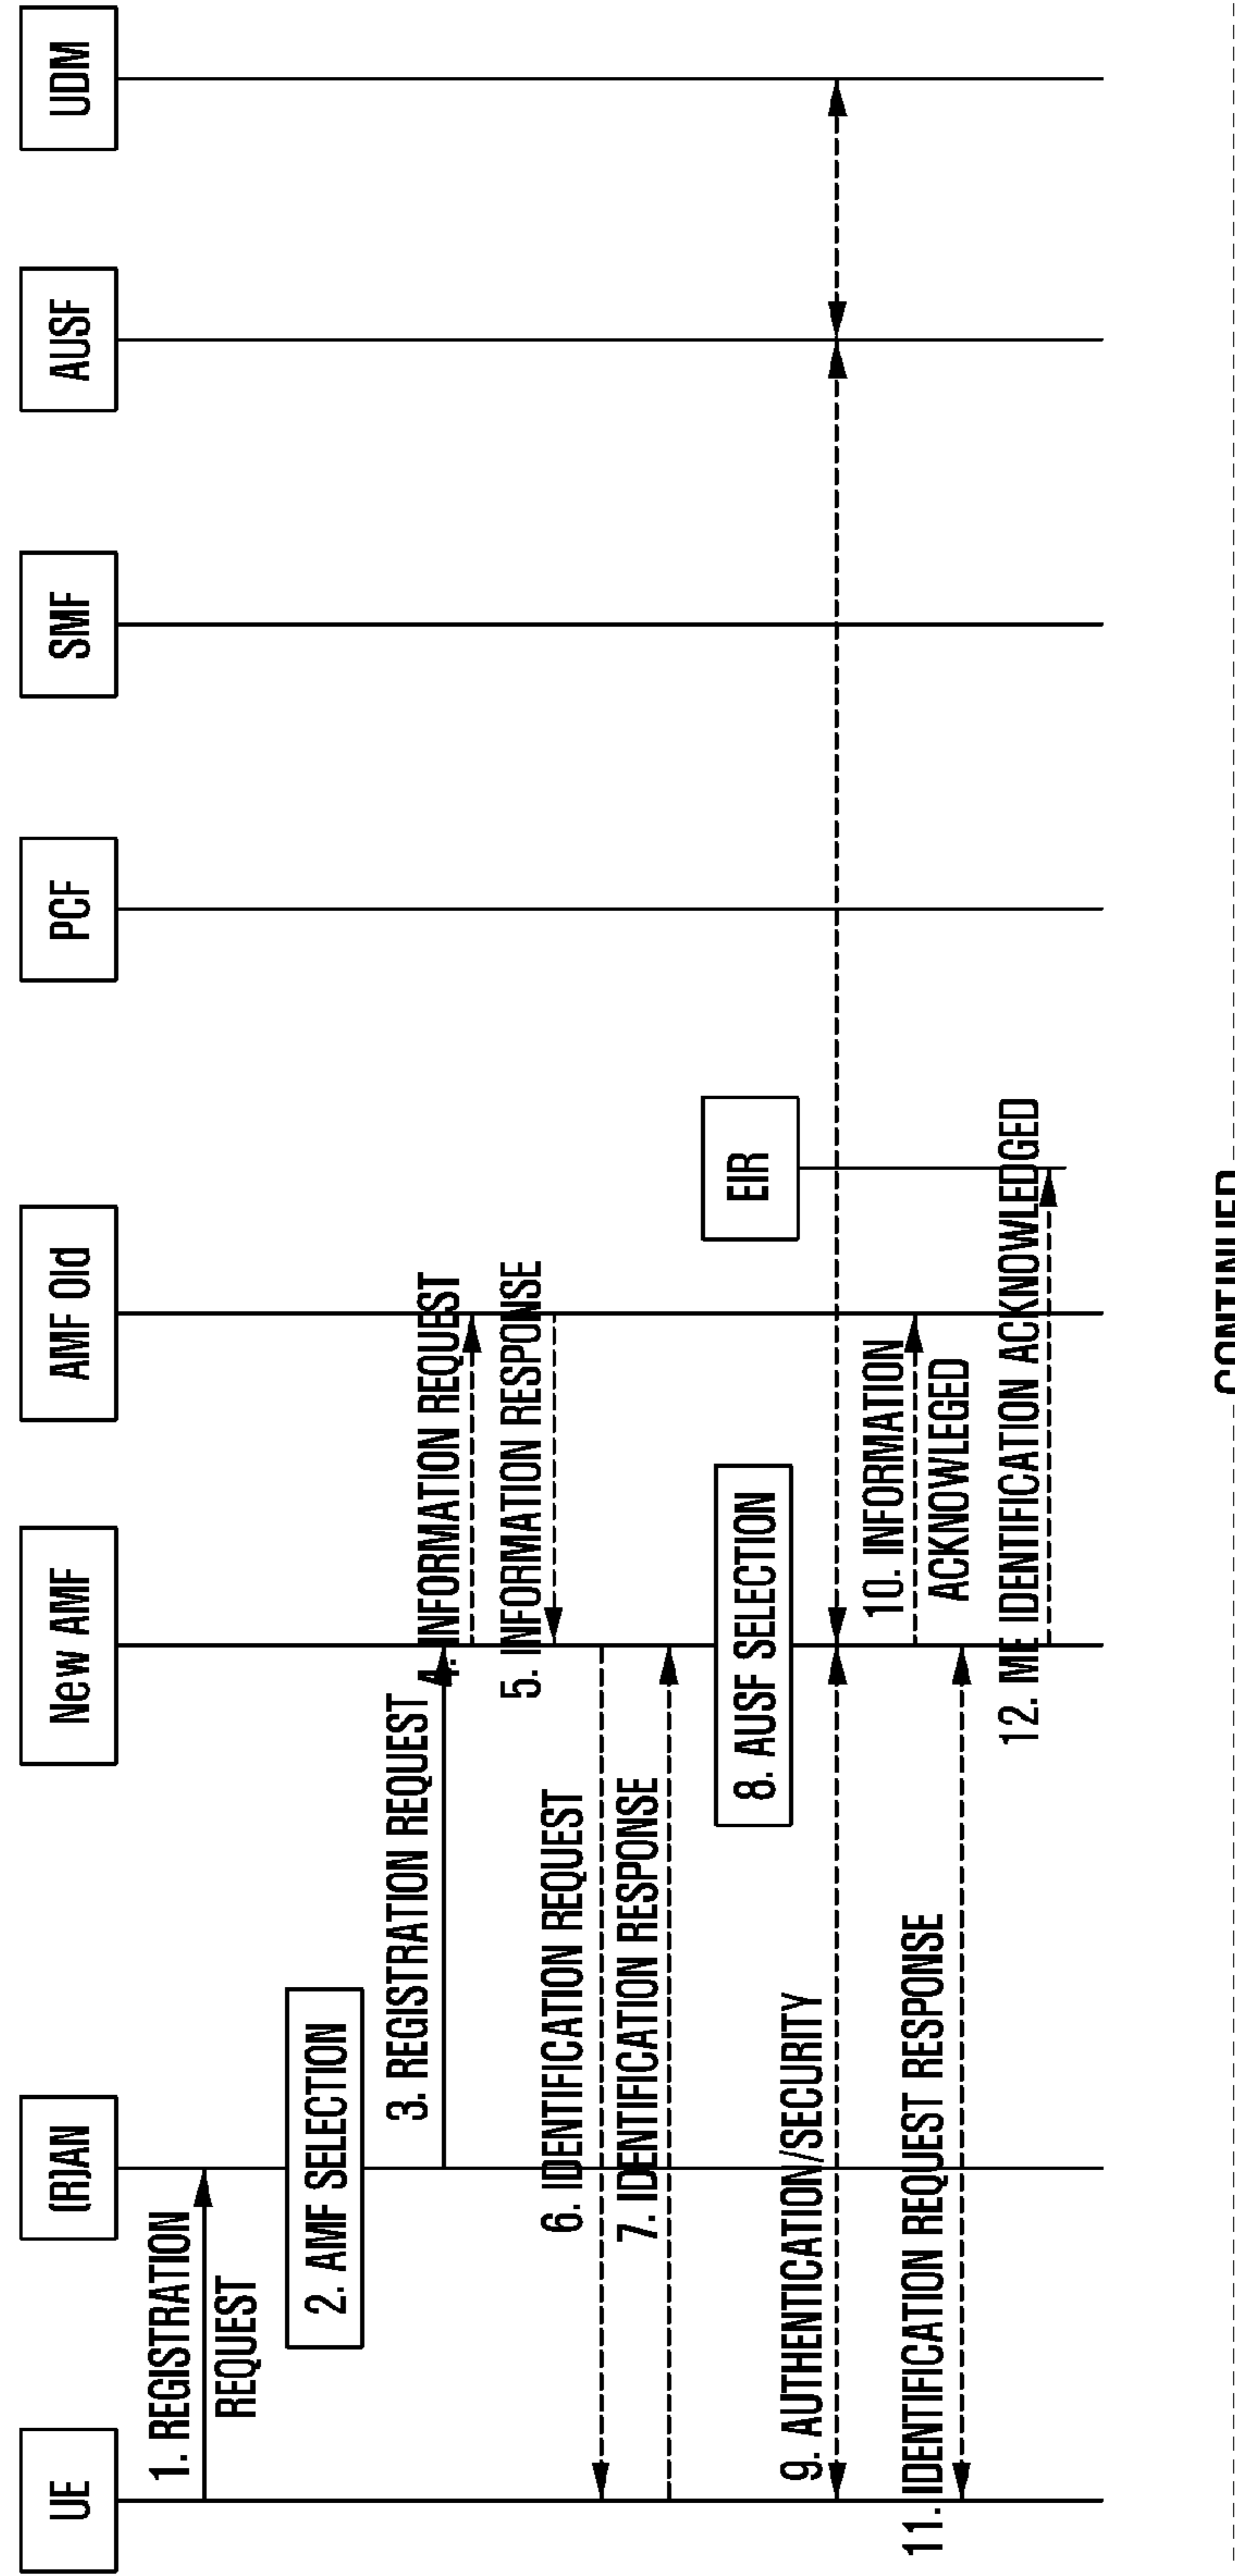 UE
(R)AN
New AMF
AMF Old
PCF
SMF
AUSF
UDM
1. REGISTRATION
REQUEST
2. AMF SELECTION
3. REGISTRATION REQUEST
4. INFORMATION REQUEST
5. INFORMATION RESPONSE
6. IDENTIFICATION REQUEST
7. IDENTIFICATION RESPONSE
8. AUSF SELECTION
EIR
9. AUTHENTICATION/SECURITY
10. INFORMATION
ACKNOWLEGED
11. IDENTIFICATION REQUEST RESPONSE
12. ME IDENTIFICATION ACKNOWLEDGED
CONTINUED